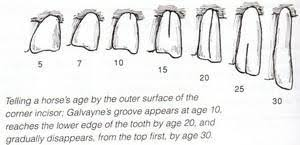 5 7 10 15 20 25 30
Telling a horse's age by the outer surface of the
corner incisor: Galvayne's groove appears at age 10,
reaches the lower edge of the tooth by age 20, and
gradually disappears, from the top first, by age 30.